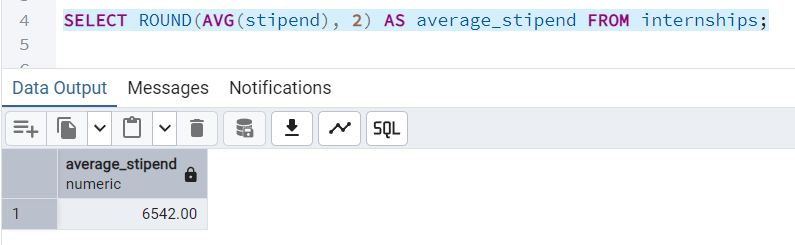 4 SELECT ROUND(AVG(stipend), 2) AS average_stipend FROM internships;
5
Data Output Messages Notifications
SQL
average_stipend
numeric
1 6542.00